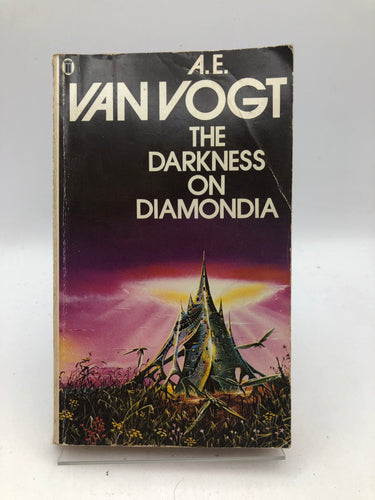 A.E.
VAN VOGT
THE
DARKNESS
ON
DIAMONDIA